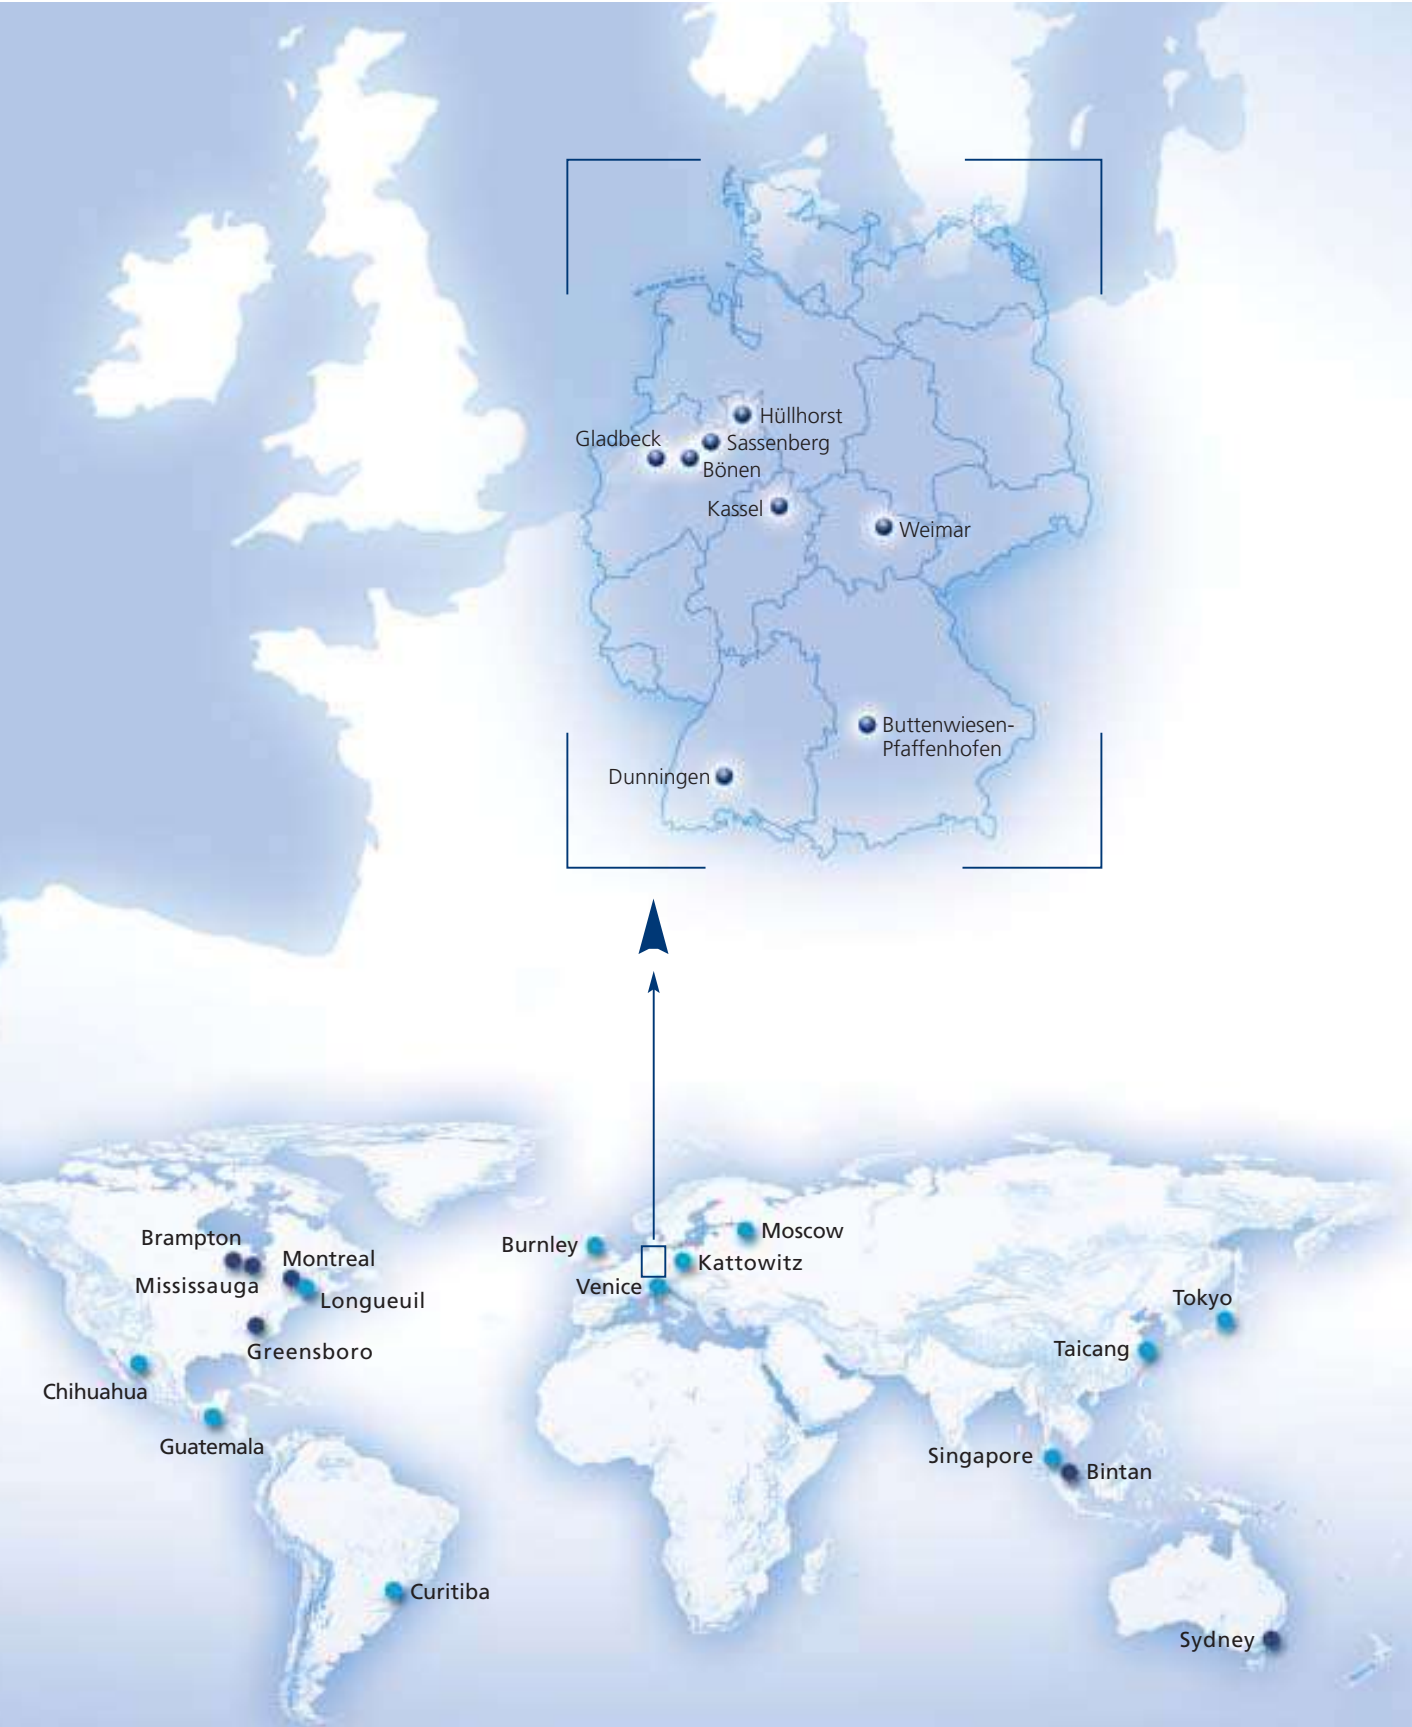 Hüllhorst
Gladbeck
Sassenberg
Bönen
Kassel
Weimar
Buttenwiesen-
Pfaffenhofen
Dunningen
Brampton
Montreal
Mississauga
Longueuil
Greensboro
Chihuahua
Guatemala
Curitiba
Burnley
Moscow
Kattowitz
Venice
Tokyo
Taicang
Singapore
Bintan
Sydney